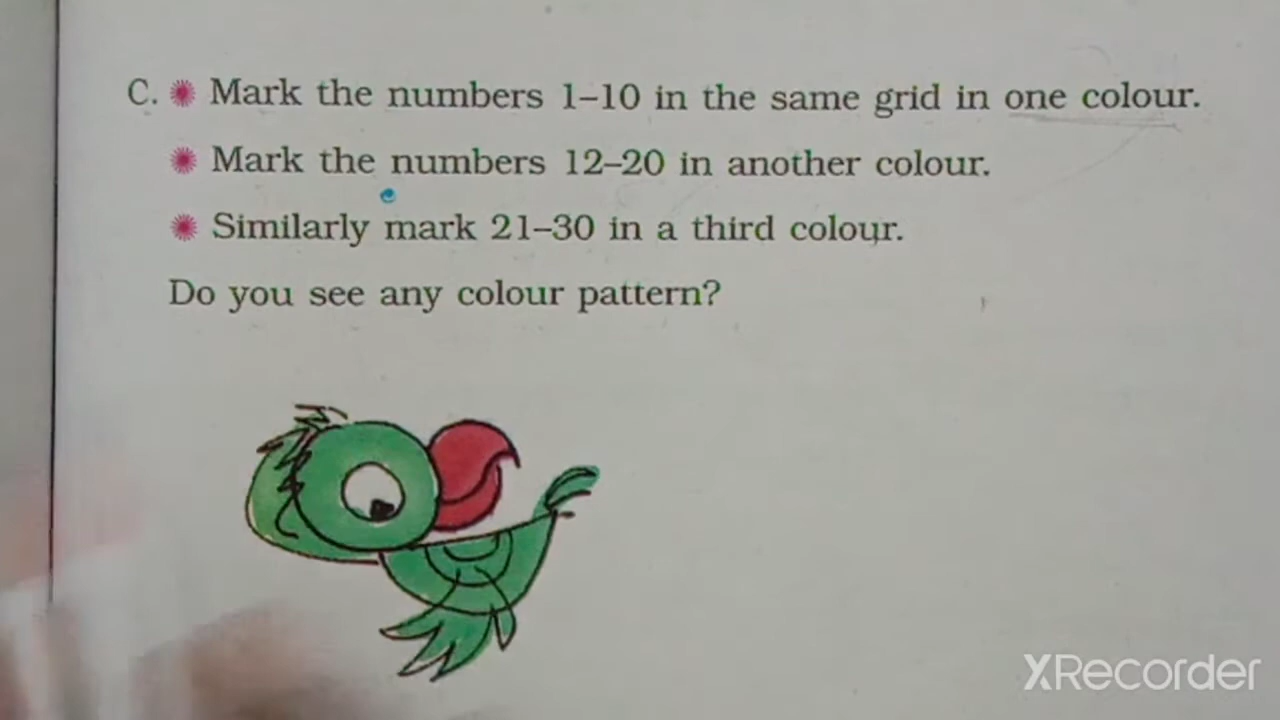 C. Mark the numbers 1–10 in the same grid in one colour.
Mark the numbers 12–20 in another colour.
Similarly mark 21–30 in a third colour.
Do you see any colour pattern?
XRecorder